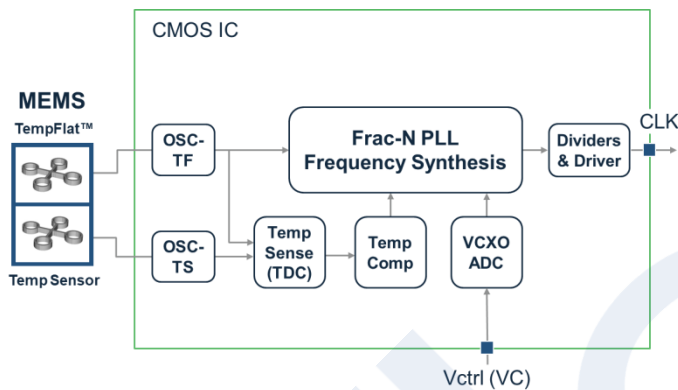 CMOS IC
MEMS
TempFlat™
Temp Sensor
OSC-
TF
OSC-
TS
Temp
Sense
(TDC)
Temp
Comp
Frac-N PLL
Frequency Synthesis
VCXO
ADC
Dividers
& Driver
CLK
Vctrl (VC)